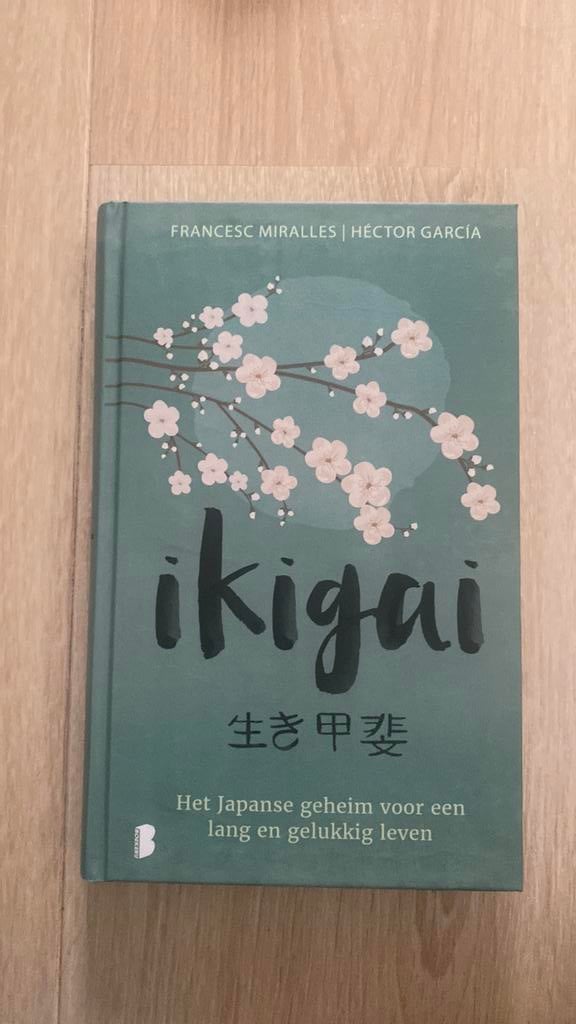 FRANCESC MIRALLES | HÉCTOR GARCÍA
ikigai
生き甲斐
Het Japanse geheim voor een
lang en gelukkig leven